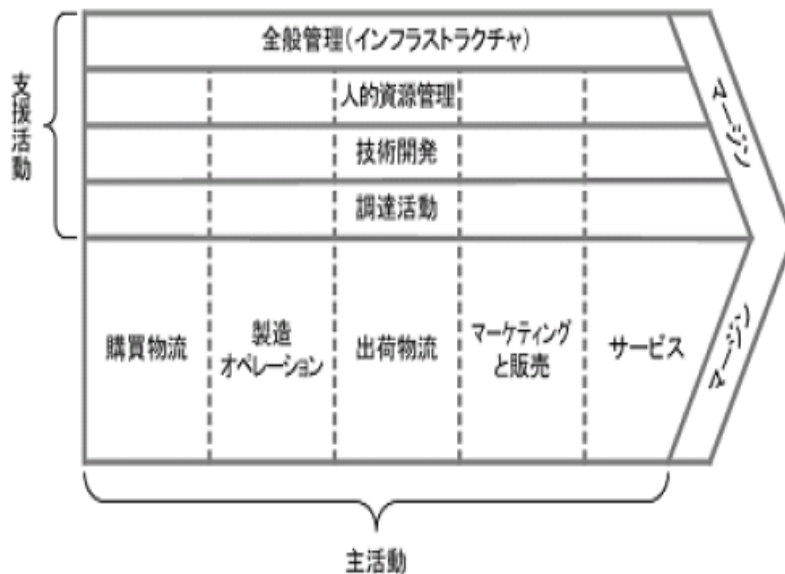 全般管理(インフラストラクチャ)
人的資源管理
技術開発
調達活動
支援活動
購買物流
製造
オペレーション
出荷物流
マーケティング
と販売
サービス
マージン
マージン
主活動